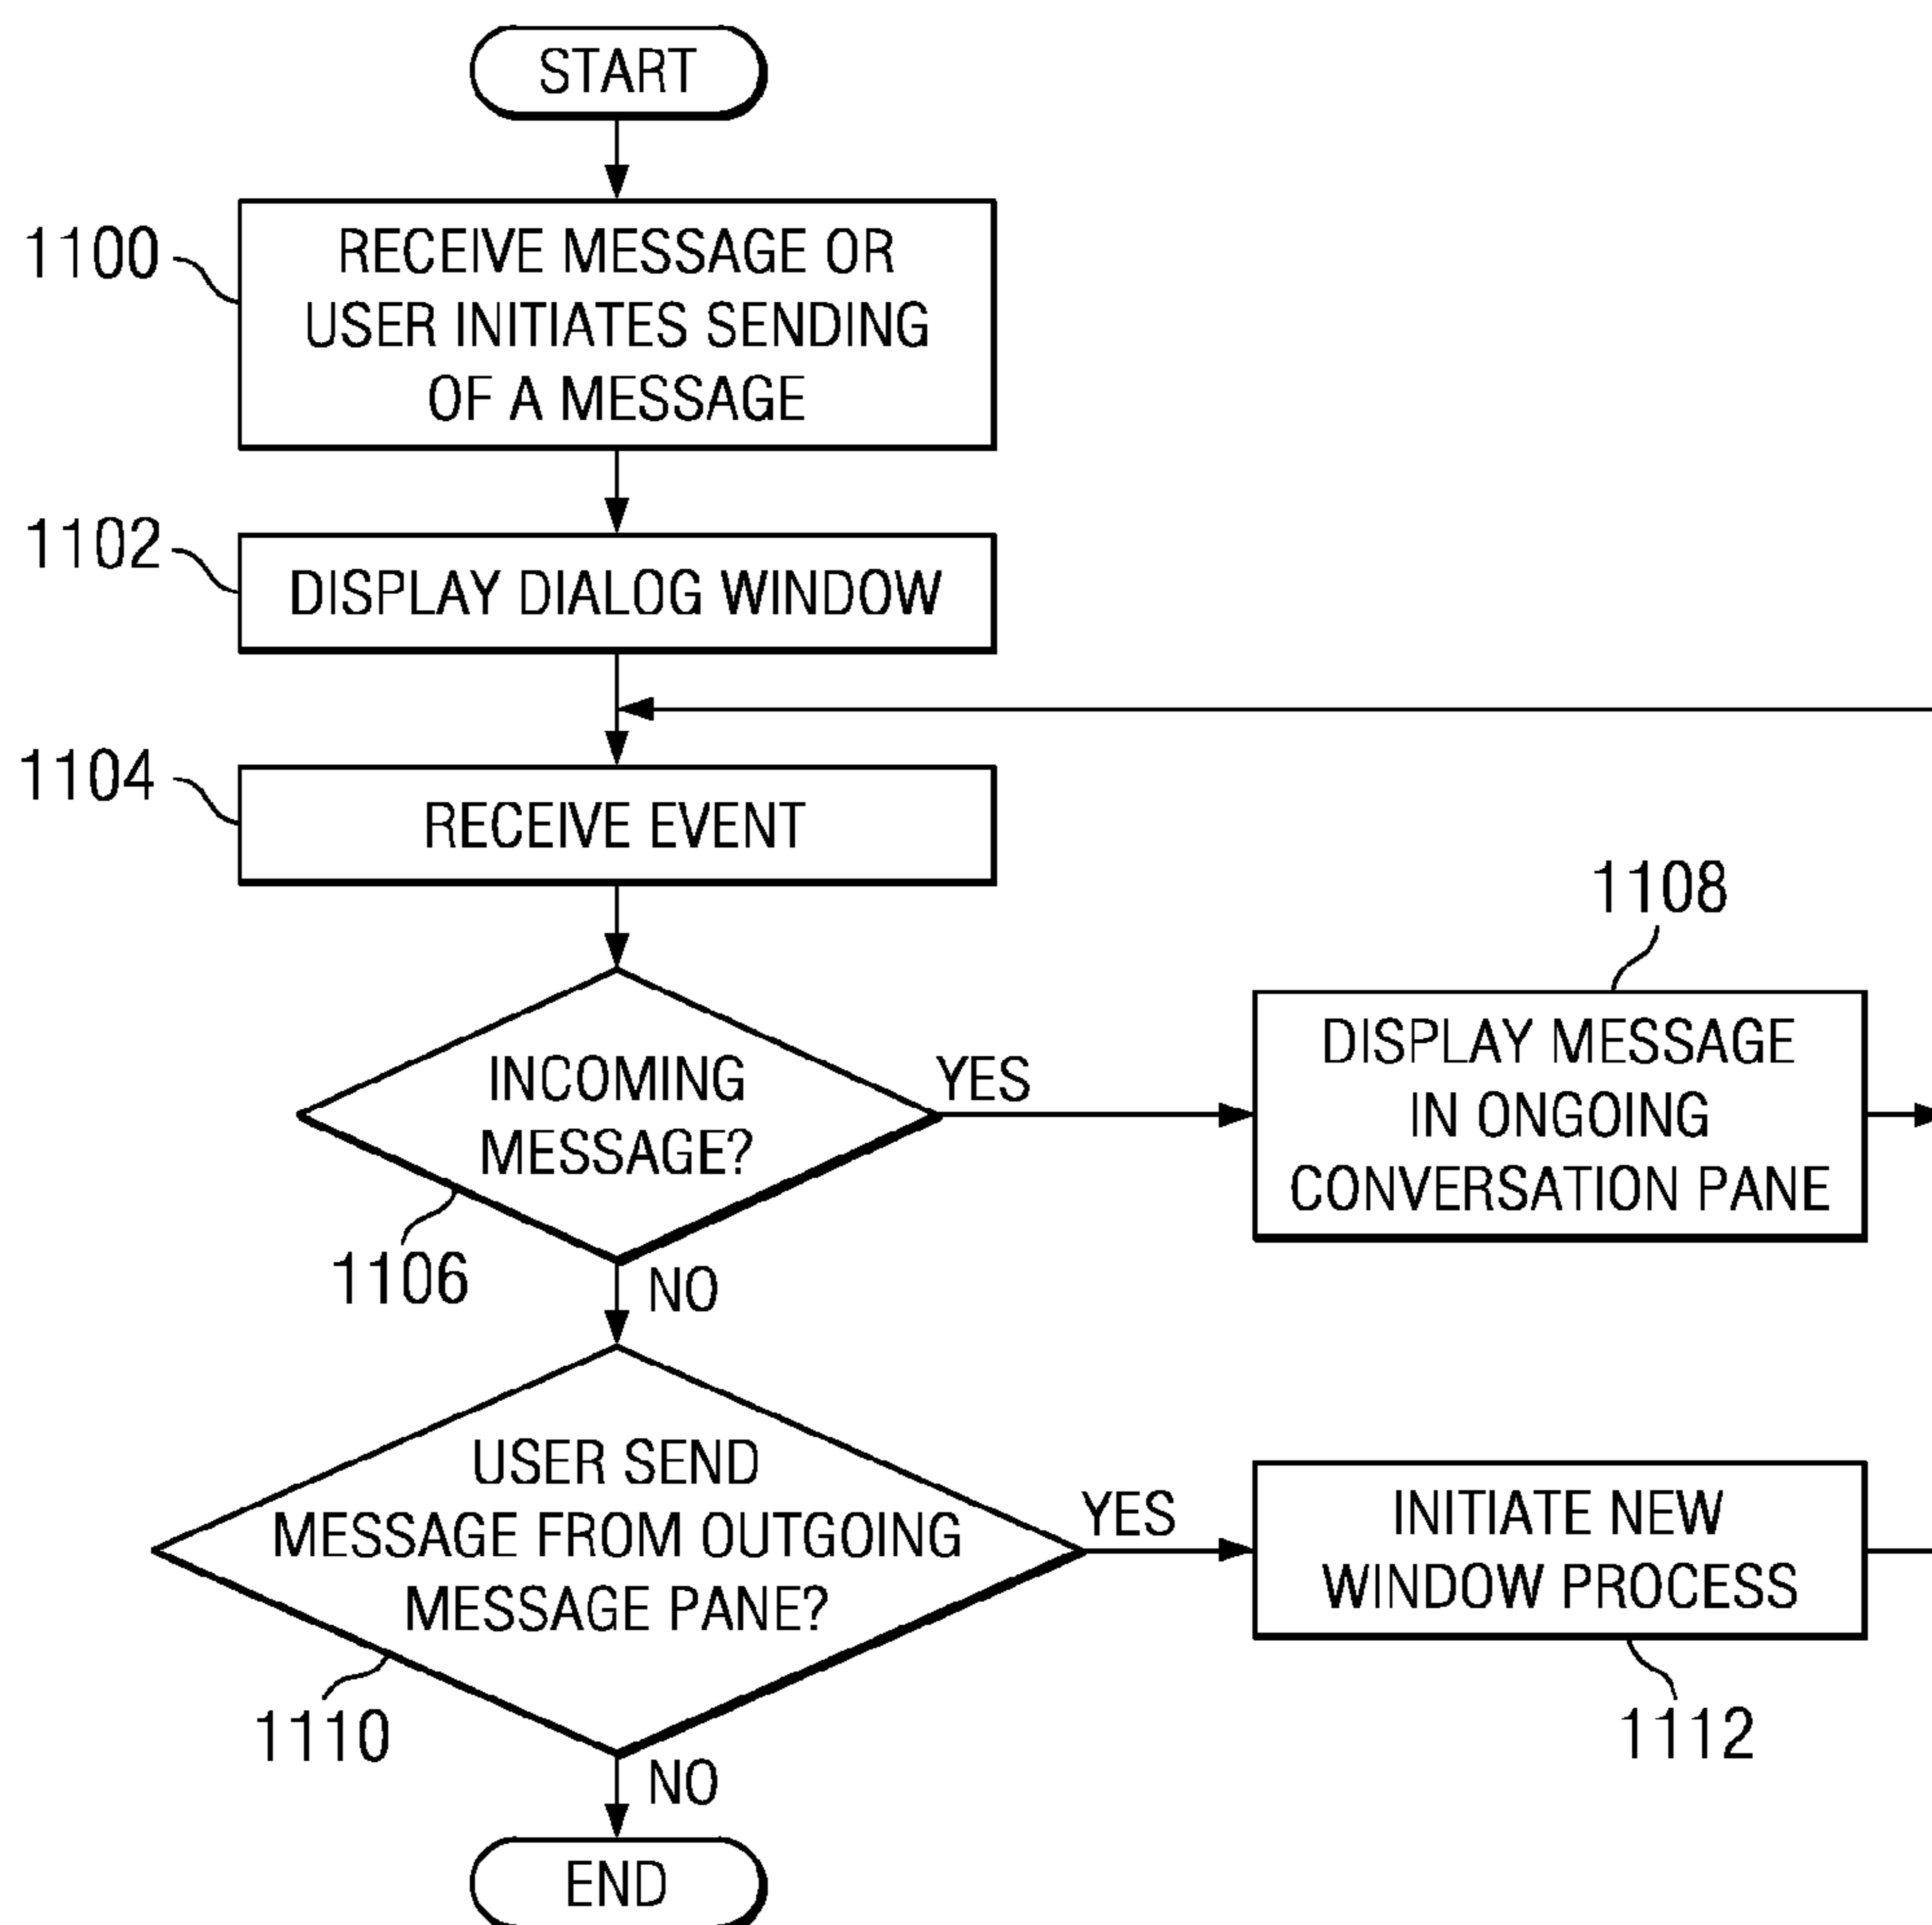 START
1100
RECEIVE MESSAGE OR
USER INITIATES SENDING
OF A MESSAGE
1102
DISPLAY DIALOG WINDOW
1104
RECEIVE EVENT
1108
INCOMING
MESSAGE?
YES
DISPLAY MESSAGE
IN ONGOING
CONVERSATION PANE
1106
NO
USER SEND
MESSAGE FROM OUTGOING
MESSAGE PANE?
YES
INITIATE NEW
WINDOW PROCESS
1110
1112
NO
END